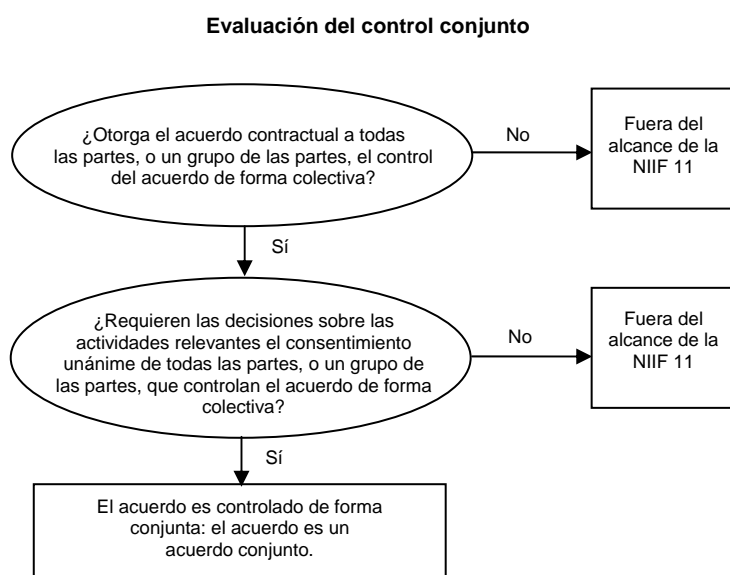 Evaluación del control conjunto
¿Otorga el acuerdo contractual a todas
las partes, o un grupo de las partes, el control
del acuerdo de forma colectiva?
No
Fuera del
alcance de la
NIIF 11
Sí
¿Requieren las decisiones sobre las
actividades relevantes el consentimiento
unánime de todas las partes, o un grupo de
las partes, que controlan el acuerdo de forma
colectiva?
No
Fuera del
alcance de la
NIIF 11
Sí
El acuerdo es controlado de forma
conjunta: el acuerdo es un
acuerdo conjunto.